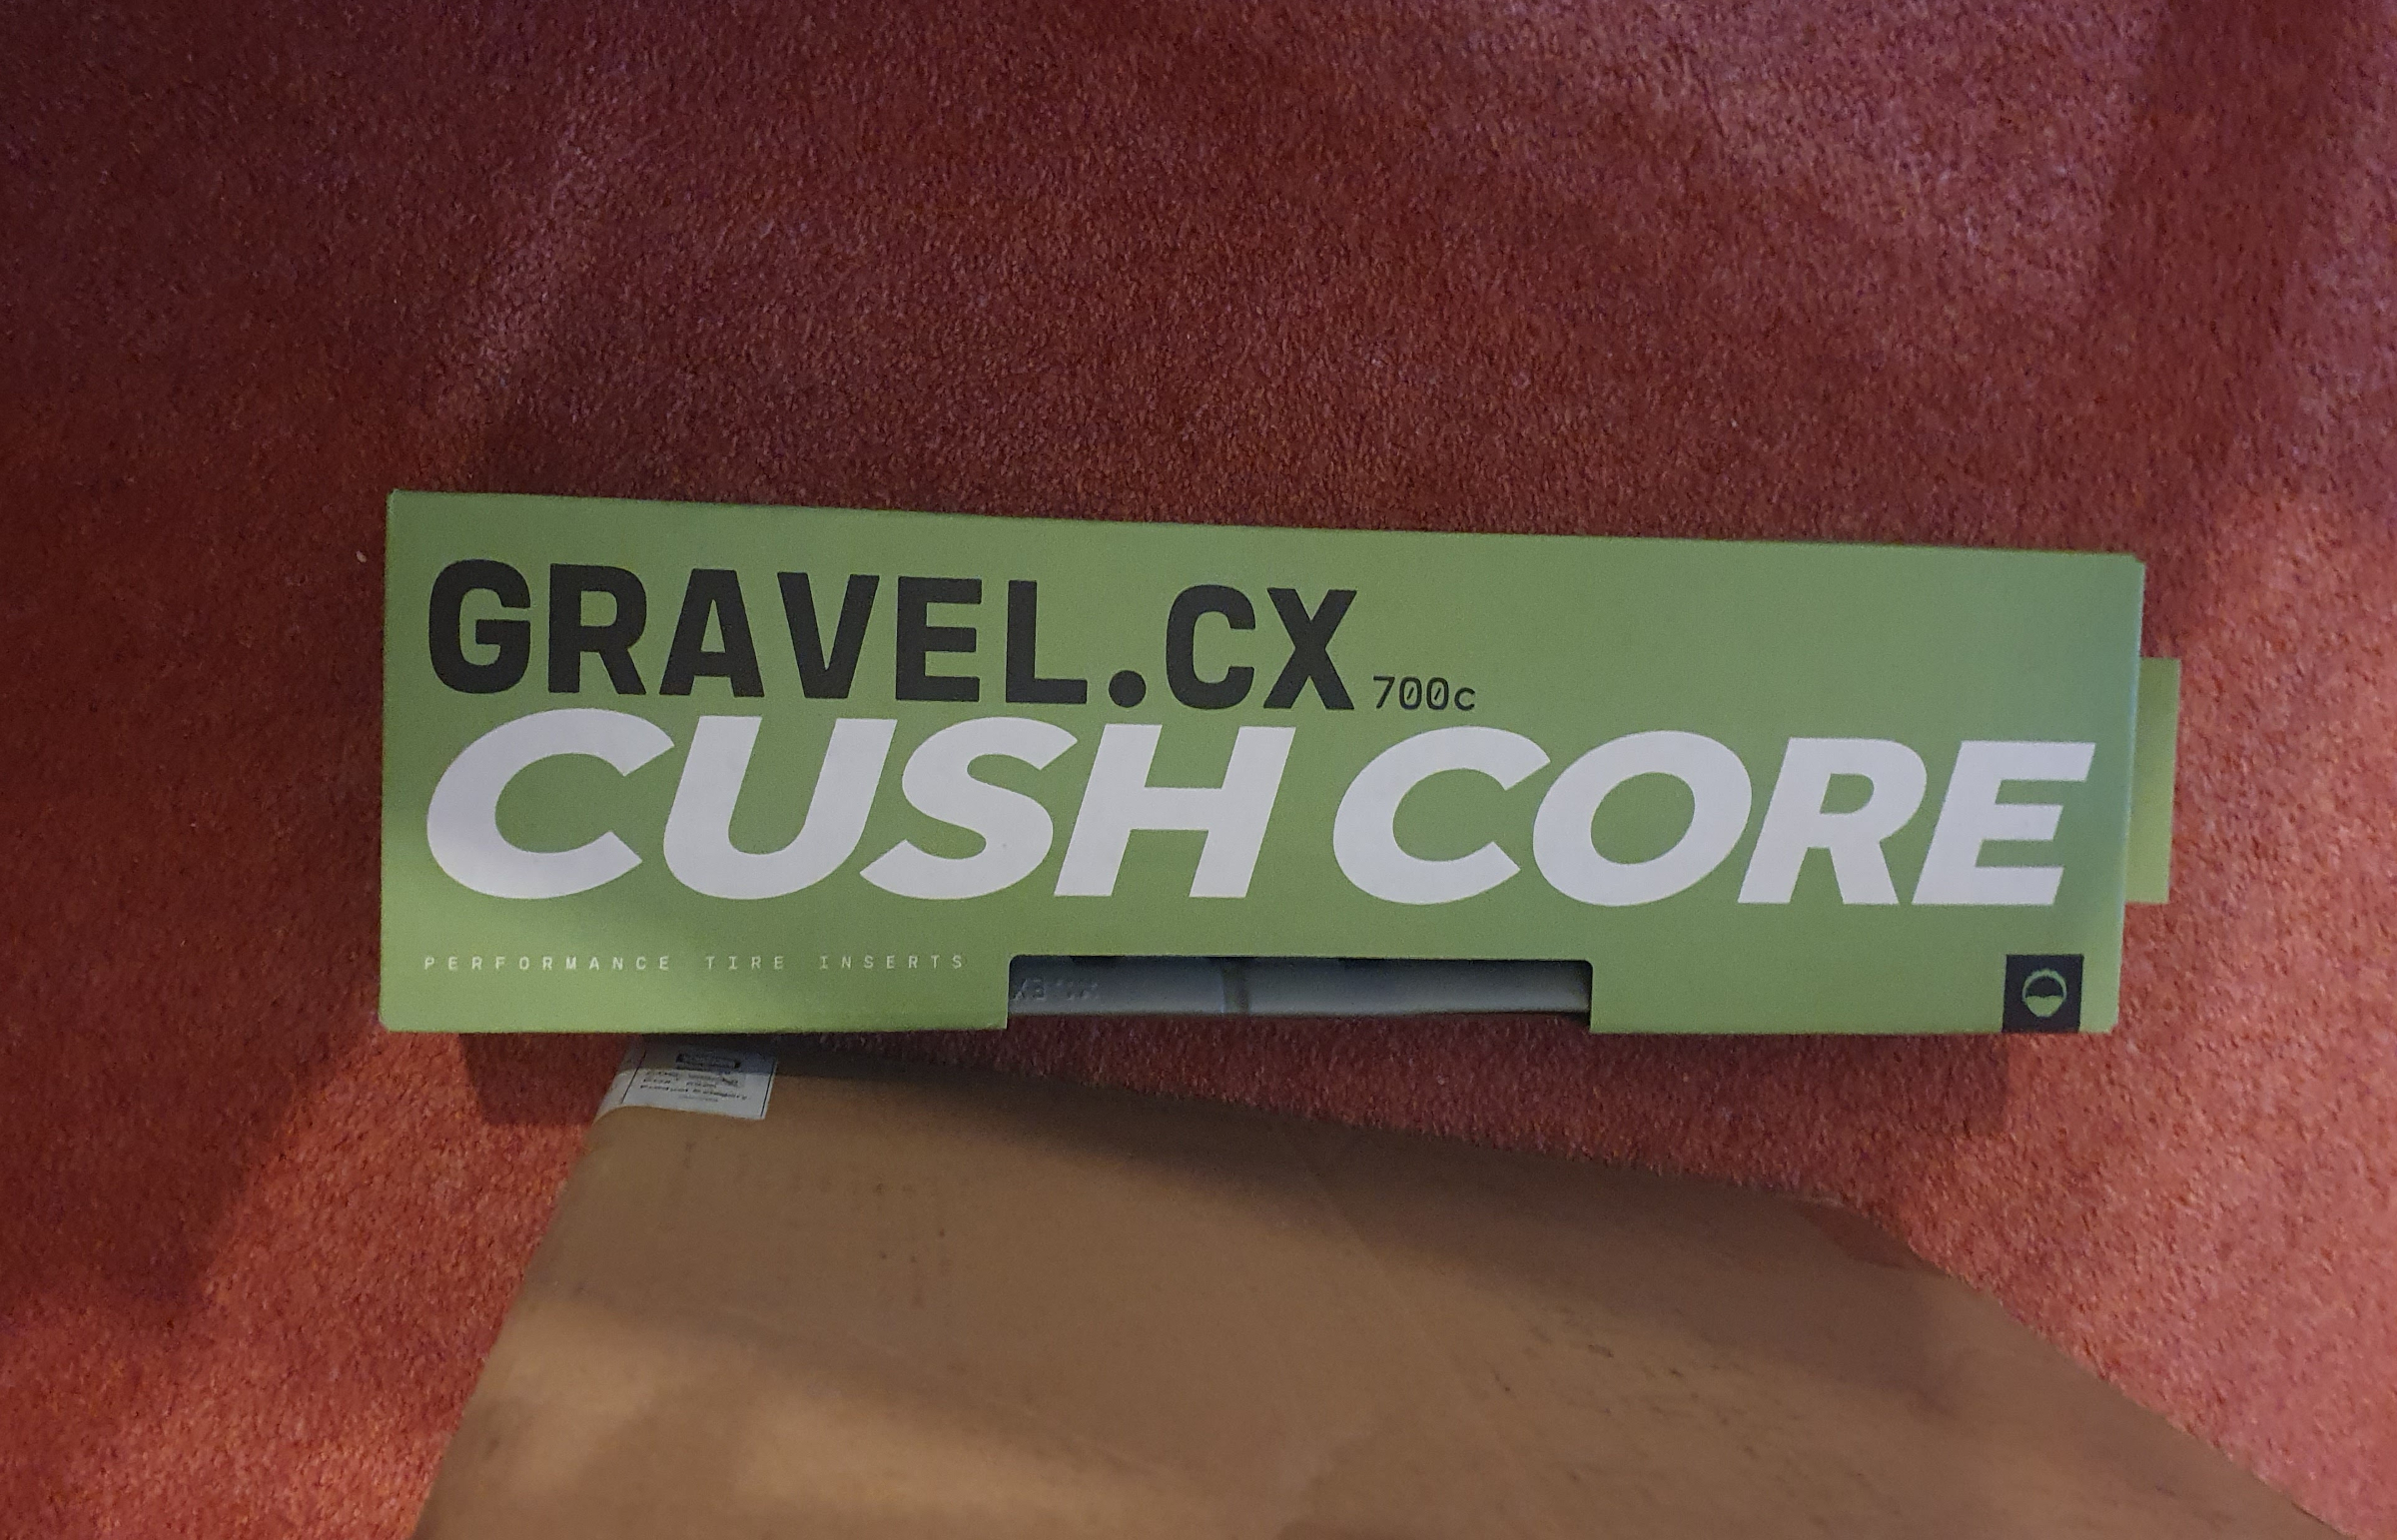 GRAVEL.CX 700c
CUSH CORE
PERFORMANCE TIRE INSERTS